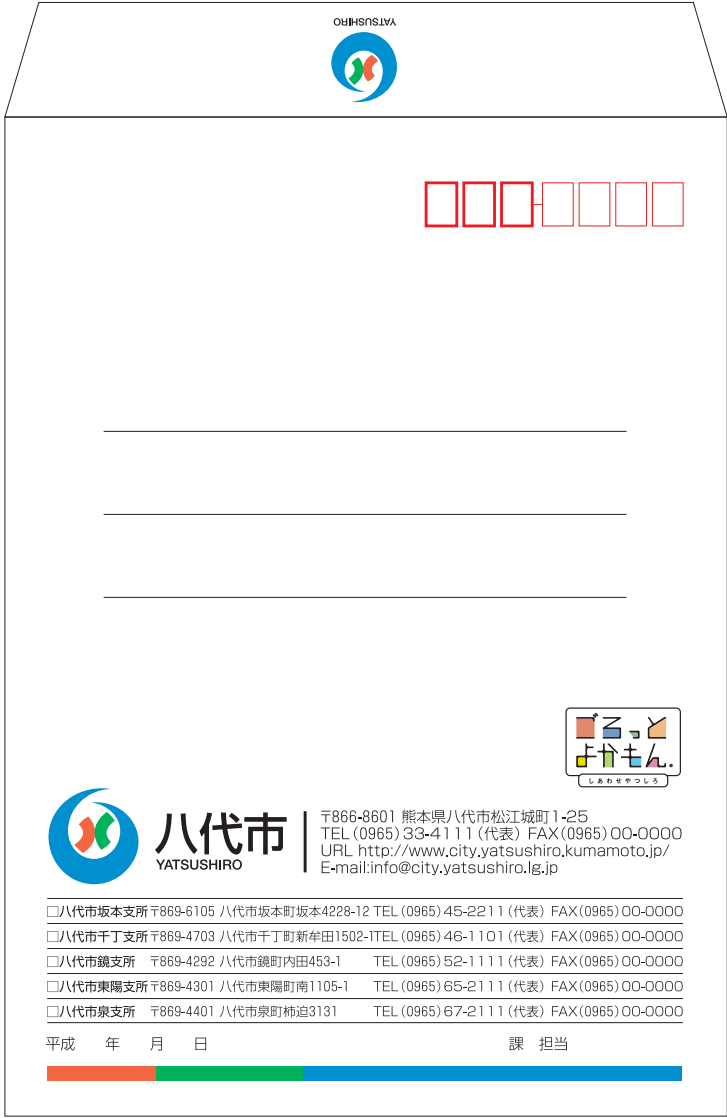 YATSUSHIRO
ごろっと
よかもん.
しあわせやつしろ
八代市
YATSUSHIRO
〒866-8601 熊本県八代市松江城町1-25
TEL(0965)33-4111(代表) FAX(0965)00-0000
URL http://www.city.yatsushiro.kumamoto.jp/
E-mail:info@city.yatsushiro.lg.jp
□八代市坂本支所 〒869-6105 八代市坂本町坂本4228-12 TEL(0965)45-2211(代表) FAX(0965)00-0000
□八代市千丁支所 〒869-4703 八代市千丁町新牟田1502-1 TEL(0965)46-1101(代表) FAX(0965)00-0000
□八代市鏡支所 〒869-4292 八代市鏡町内田453-1 TEL(0965)52-1111(代表) FAX(0965)00-0000
□八代市東陽支所 〒869-4301 八代市東陽町南1105-1 TEL(0965)65-2111(代表) FAX(0965)00-0000
□八代市泉支所 〒869-4401 八代市泉町柿迫3131 TEL(0965)67-2111(代表) FAX(0965)00-0000
平成 年 月 日 課 担当